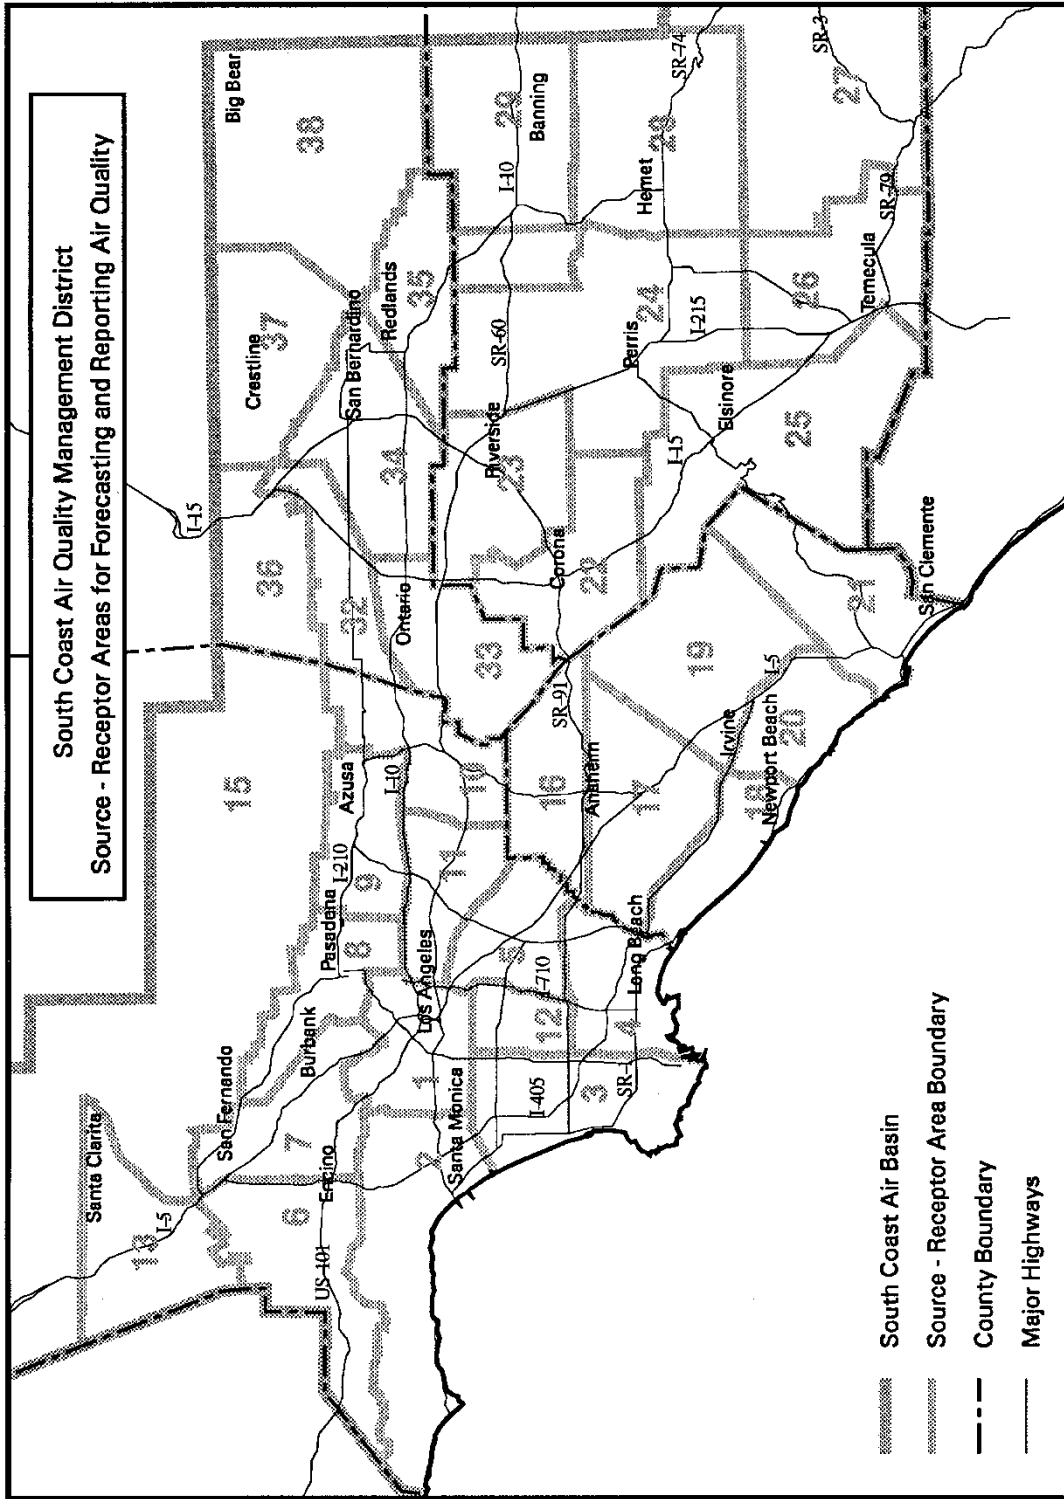 South Coast Air Quality Management District
Source - Receptor Areas for Forecasting and Reporting Air Quality
Santa Clarita
13
I-5
San Fernando
15
I-15
36
Crestline
37
Big Bear
38
6
7
US-101
Encino
Burbank
Pasadena
8
I-210
9
Azusa
32
San Bernardino
34
Redlands
35
2
1
Santa Monica
Los Angeles
11
I-10
10
Ontario
33
Riverside
23
SR-60
I-10
29
Banning
I-405
12
I-710
5
3
SR-1
4
Long Beach
16
Anaheim
SR-91
Corona
22
17
19
Irvine
I-5
18
Newport Beach
20
21
San Clemente
I-15
Elsinore
25
Perris
24
I-215
Hemet
28
SR-74
26
Temecula
SR-79
27
SR-3
South Coast Air Basin
Source - Receptor Area Boundary
County Boundary
Major Highways